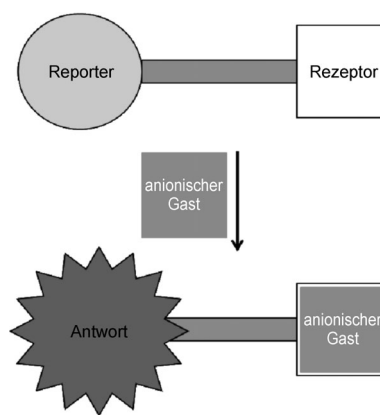 Reporter
Rezeptor
anionischer
Gast
Antwort
anionischer
Gast